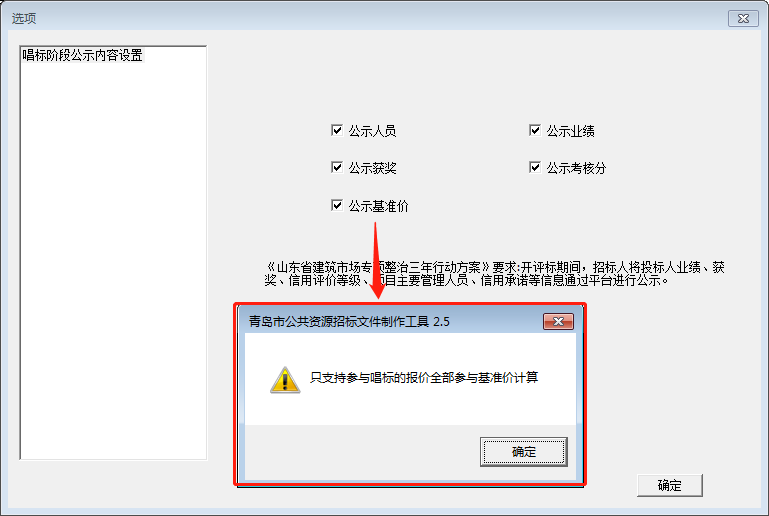 选项
唱标阶段公示内容设置
公示人员
公示业绩
公示获奖
公示考核分
公示基准价
《山东省建筑市场专项整治三年行动方案》要求:开评标期间，招标人将投标人业绩、获
奖、信用评价等级、项目主要管理人员、信用承诺等信息通过平台进行公示。
青岛市公共资源招标文件制作工具 2.5
只支持参与唱标的报价全部参与基准价计算
确定
确定